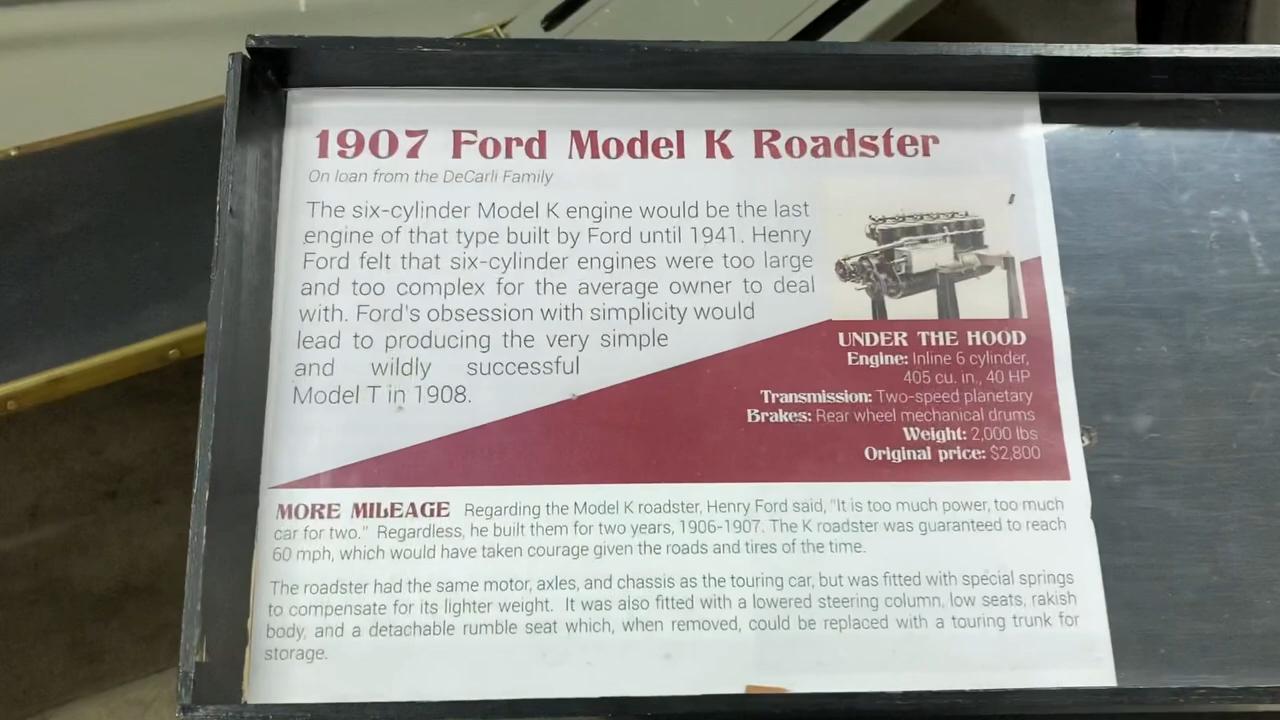 1907 Ford Model K Roadster
On loan from the DeCarli Family
The six-cylinder Model K engine would be the last
engine of that type built by Ford until 1941. Henry
Ford felt that six-cylinder engines were too large
and too complex for the average owner to deal
with. Ford's obsession with simplicity would
lead to producing the very simple
and wildly successful
Model T in 1908.
UNDER THE HOOD
Engine: Inline 6 cylinder,
405 cu. in., 40 HP
Transmission: Two-speed planetary
Brakes: Rear wheel mechanical drums
Weight: 2,000 lbs
Original price: $2,800
MORE MILEAGE Regarding the Model K roadster, Henry Ford said, "It is too much power, too much
car for two." Regardless, he built them for two years, 1906-1907. The K roadster was guaranteed to reach
60 mph, which would have taken courage given the roads and tires of the time.
The roadster had the same motor, axles, and chassis as the touring car, but was fitted with special springs
to compensate for its lighter weight. It was also fitted with a lowered steering column, low seats, rakish
body, and a detachable rumble seat which, when removed, could be replaced with a touring trunk for
storage.